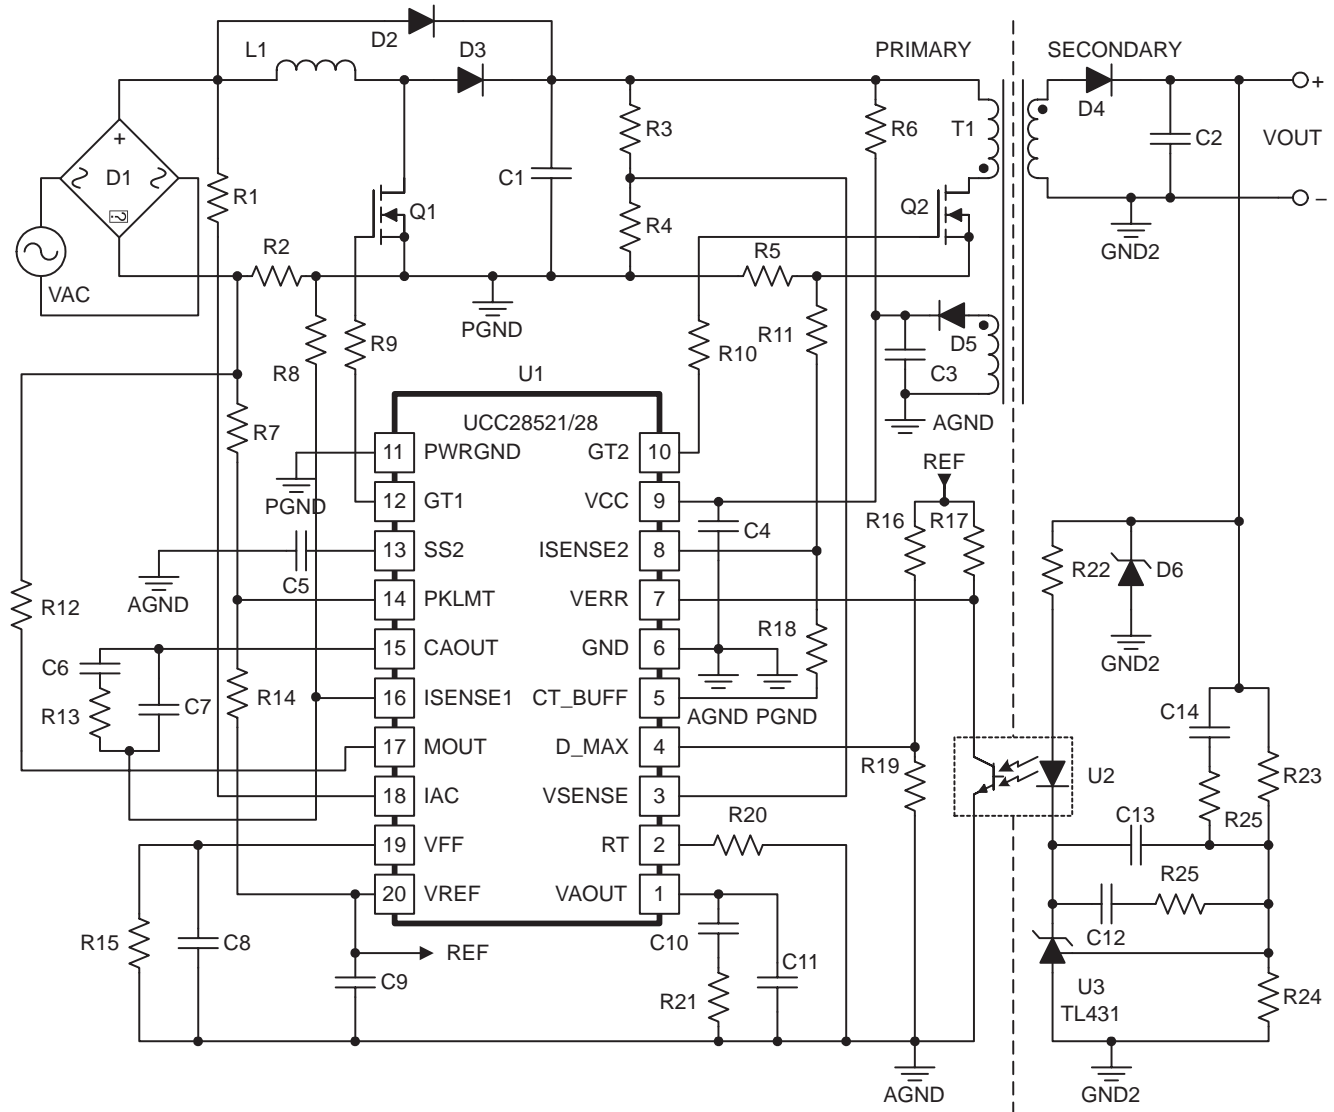 D2
L1
D3
PRIMARY
SECONDARY
+
D4
T1
R6
R3
C2
VOUT
+
D1
R1
C1
Q1
Q2
R4
−
GND2
R2
R5
VAC
PGND
R9
R8
R10
R11
D5
C3
U1
AGND
R7
UCC28521/28
11 PWRGND
GT2 10
REF
PGND
12 GT1
VCC 9
C4
R16
R17
13 SS2
ISENSE2 8
C5
AGND
R12
R22
D6
14 PKLMT
VERR 7
R18
GND2
15 CAOUT
GND 6
C6
R13
C7
R14
16 ISENSE1
CT_BUFF 5
AGND
PGND
C14
17 MOUT
D_MAX 4
R19
U2
R23
18 IAC
VSENSE 3
R20
C13
R25
19 VFF
RT 2
R25
20 VREF
VAOUT 1
C12
R15
C8
REF
C10
C9
R21
C11
U3
TL431
R24
AGND
GND2